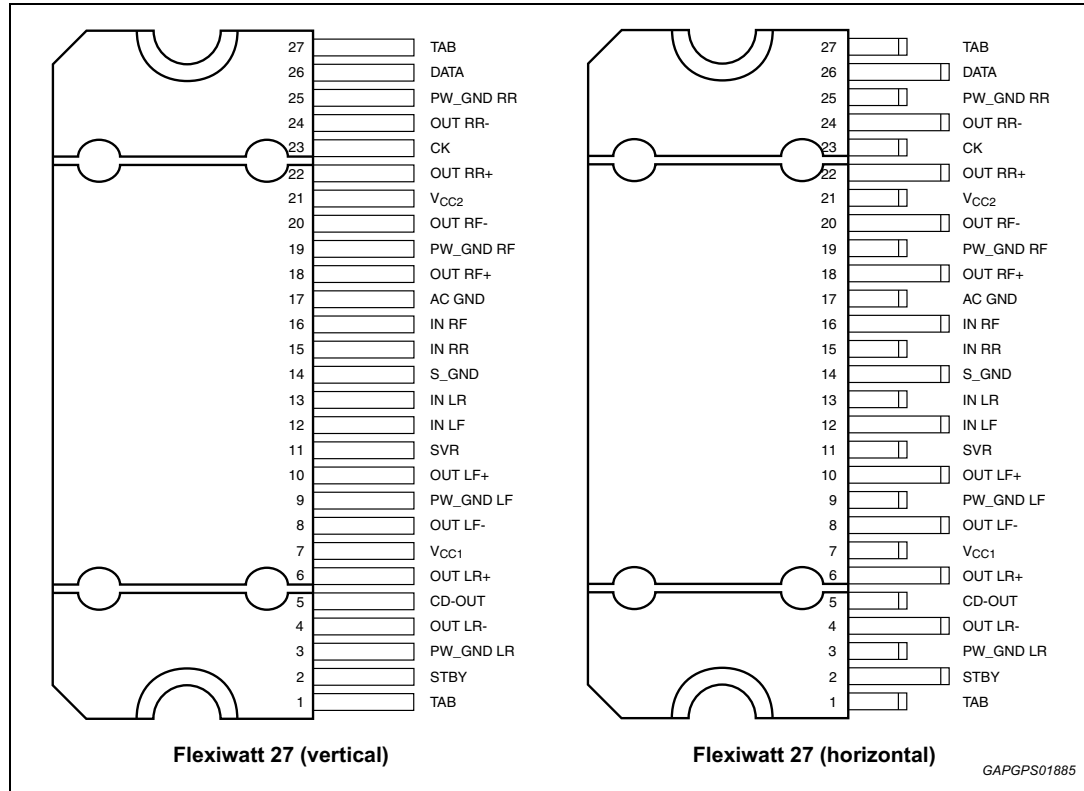 27 TAB 27 TAB
26 DATA 26 DATA
25 PW_GND RR 25 PW_GND RR
24 OUT RR- 24 OUT RR-
23 CK 23 CK
22 OUT RR+ 22 OUT RR+
21 VCC2 21 VCC2
20 OUT RF- 20 OUT RF-
19 PW_GND RF 19 PW_GND RF
18 OUT RF+ 18 OUT RF+
17 AC GND 17 AC GND
16 IN RF 16 IN RF
15 IN RR 15 IN RR
14 S_GND 14 S_GND
13 IN LR 13 IN LR
12 IN LF 12 IN LF
11 SVR 11 SVR
10 OUT LF+ 10 OUT LF+
9 PW_GND LF 9 PW_GND LF
8 OUT LF- 8 OUT LF-
7 VCC1 7 VCC1
6 OUT LR+ 6 OUT LR+
5 CD-OUT 5 CD-OUT
4 OUT LR- 4 OUT LR-
3 PW_GND LR 3 PW_GND LR
2 STBY 2 STBY
1 TAB 1 TAB
Flexiwatt 27 (vertical) Flexiwatt 27 (horizontal)
GAPGPS01885